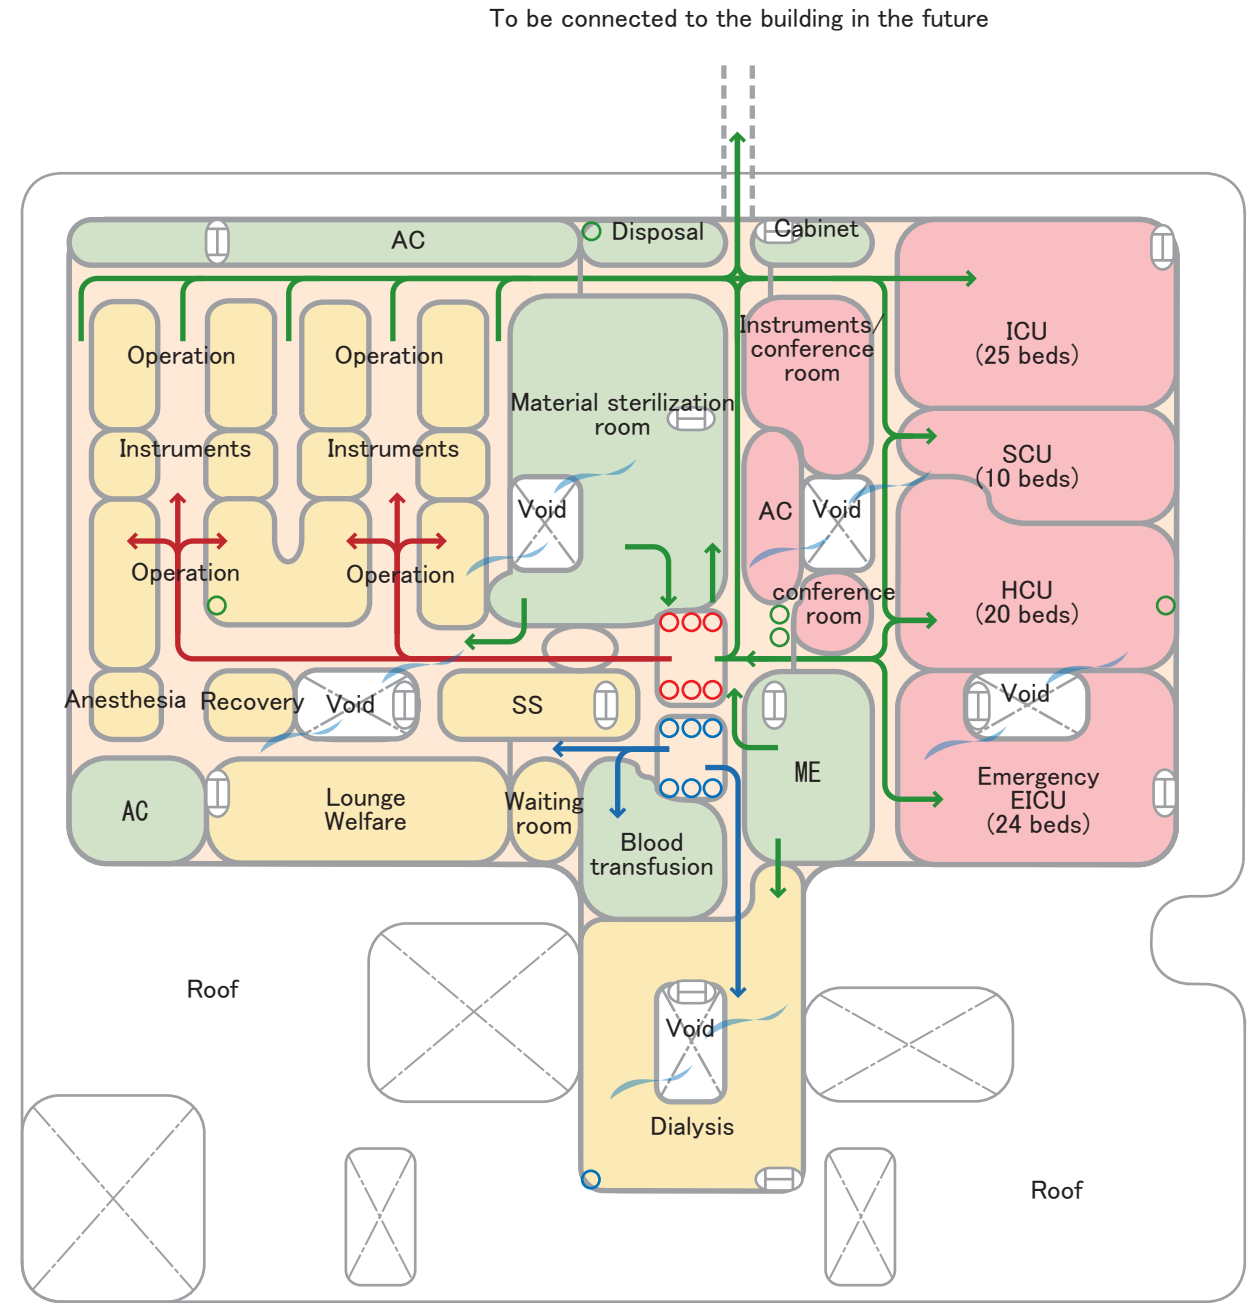 To be connected to the building in the future
AC
Disposal
Cabinet
Operation
Operation
Instruments/
conference
room
ICU
(25 beds)
Material sterilization
room
Instruments
Instruments
SCU
(10 beds)
Void
AC
Void
Operation
Operation
conference
room
HCU
(20 beds)
Anesthesia
Recovery
Void
SS
Void
ME
Emergency
EICU
(24 beds)
AC
Lounge
Welfare
Waiting
room
Blood
transfusion
Roof
Void
Dialysis
Roof